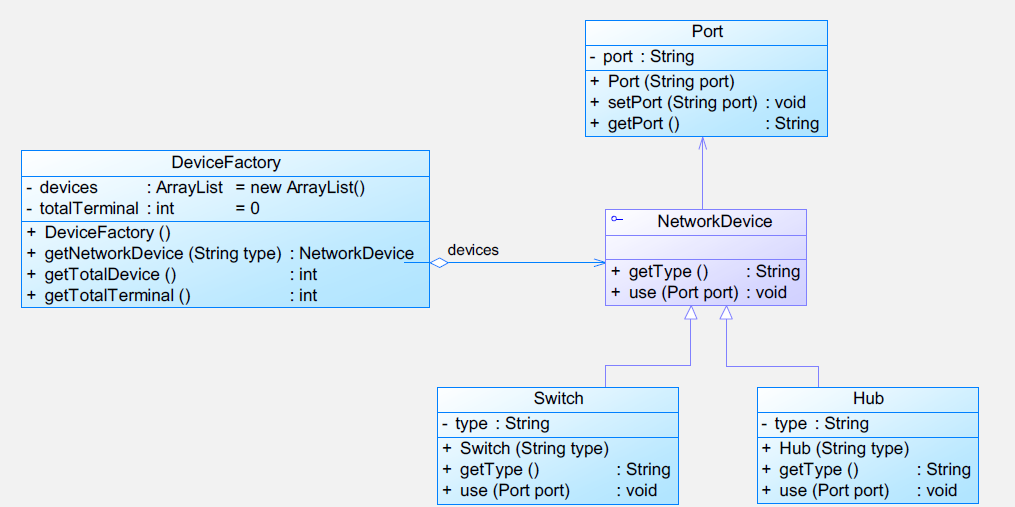 Port
- port : String
+ Port (String port)
+ setPort (String port) : void
+ getPort () : String
DeviceFactory
- devices : ArrayList = new ArrayList()
- totalTerminal : int = 0
+ DeviceFactory ()
+ getNetworkDevice (String type) : NetworkDevice
+ getTotalDevice () : int
+ getTotalTerminal () : int
devices
NetworkDevice
+ getType () : String
+ use (Port port) : void
Switch
- type : String
+ Switch (String type)
+ getType () : String
+ use (Port port) : void
Hub
- type : String
+ Hub (String type)
+ getType () : String
+ use (Port port) : void